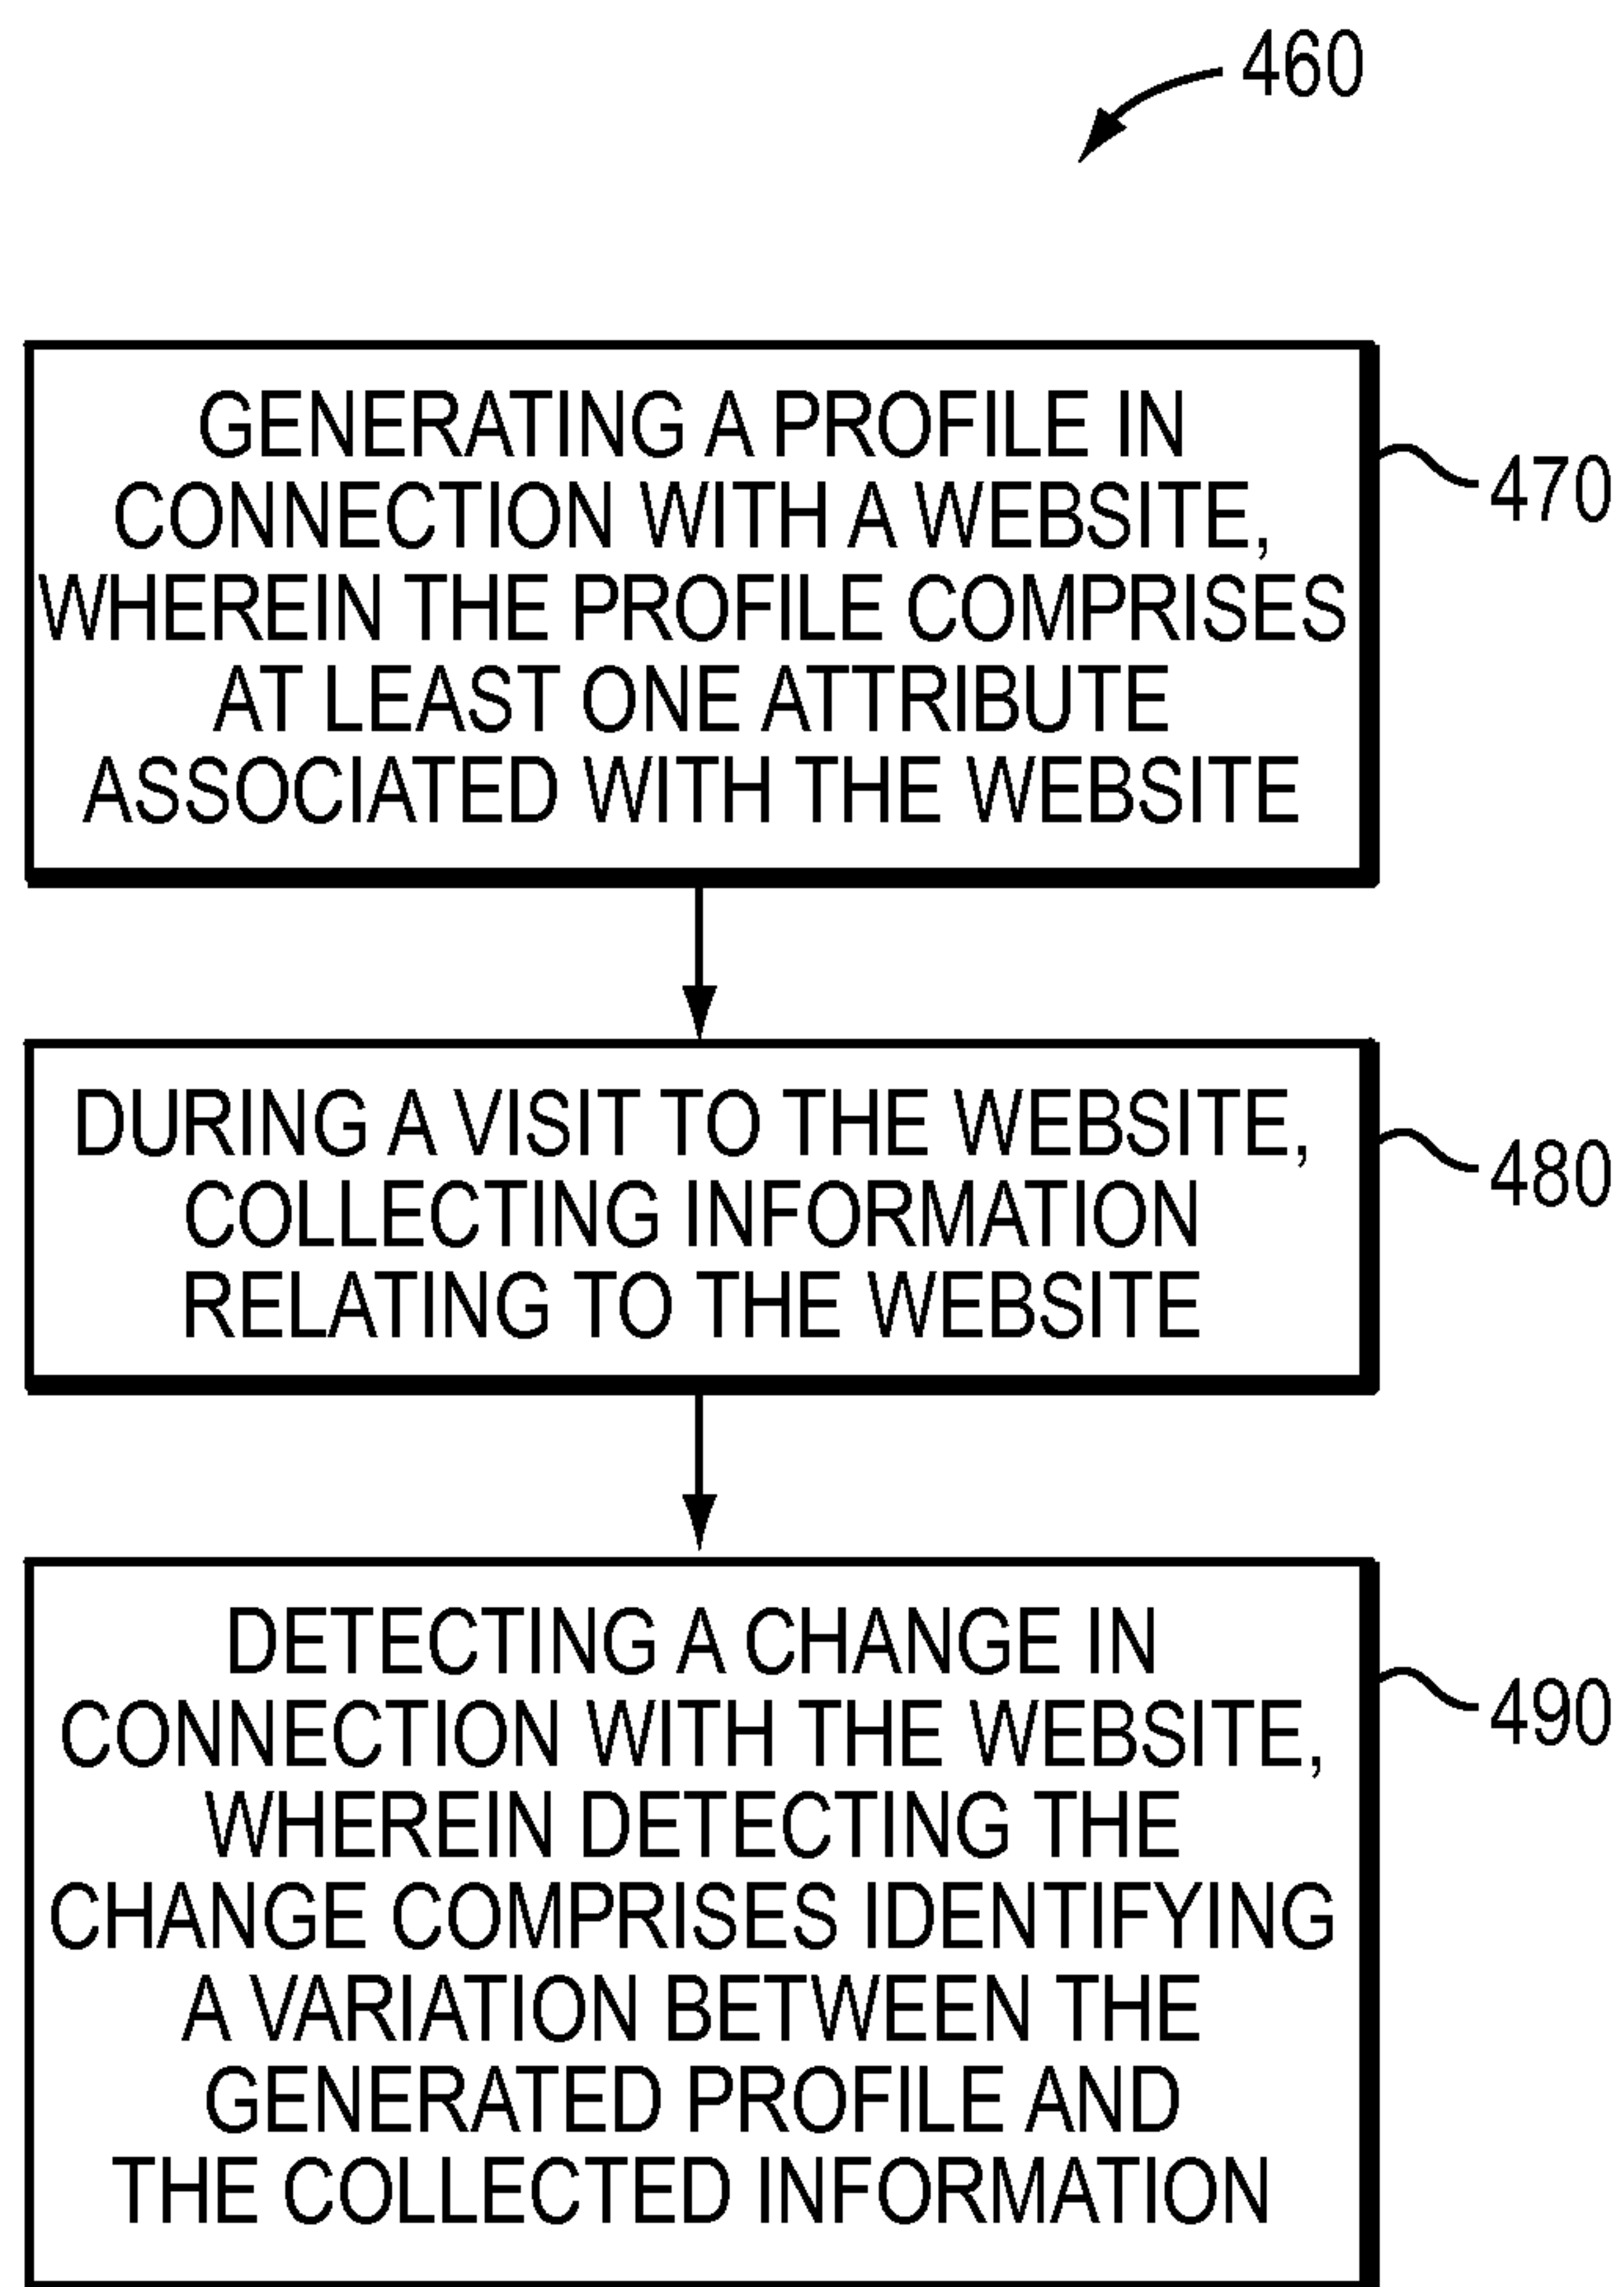 460
GENERATING A PROFILE IN
CONNECTION WITH A WEBSITE,
WHEREIN THE PROFILE COMPRISES
AT LEAST ONE ATTRIBUTE
ASSOCIATED WITH THE WEBSITE
470
DURING A VISIT TO THE WEBSITE,
COLLECTING INFORMATION
RELATING TO THE WEBSITE
480
DETECTING A CHANGE IN
CONNECTION WITH THE WEBSITE,
WHEREIN DETECTING THE
CHANGE COMPRISES IDENTIFYING
A VARIATION BETWEEN THE
GENERATED PROFILE AND
THE COLLECTED INFORMATION
490